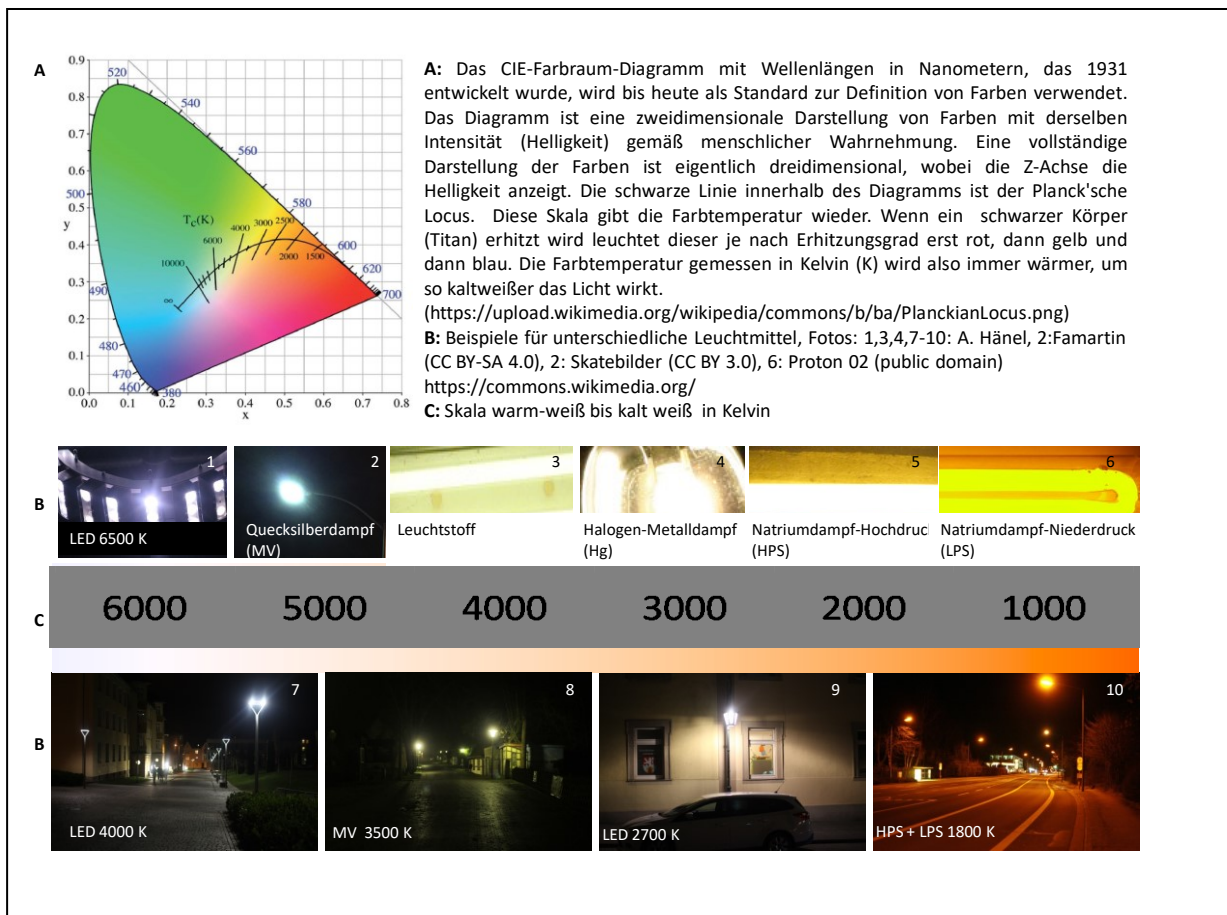 A
0.9
0.8
0.7
0.6
0.5
y
0.4
0.3
0.2
0.1
0.0
0.0 0.1 0.2 0.3 0.4 0.5 0.6 0.7 0.8
x
520
540
560
580
600
620
700
500
490
480
470
460
380
Tc(K)
∞
10000
6000
4000
3000
2500
2000
1500
A: Das CIE-Farbraum-Diagramm mit Wellenlängen in Nanometern, das 1931
entwickelt wurde, wird bis heute als Standard zur Definition von Farben verwendet.
Das Diagramm ist eine zweidimensionale Darstellung von Farben mit derselben
Intensität (Helligkeit) gemäß menschlicher Wahrnehmung. Eine vollständige
Darstellung der Farben ist eigentlich dreidimensional, wobei die Z-Achse die
Helligkeit anzeigt. Die schwarze Linie innerhalb des Diagramms ist der Planck'sche
Locus. Diese Skala gibt die Farbtemperatur wieder. Wenn ein schwarzer Körper
(Titan) erhitzt wird leuchtet dieser je nach Erhitzungsgrad erst rot, dann gelb und
dann blau. Die Farbtemperatur gemessen in Kelvin (K) wird also immer wärmer, um
so kaltweißer das Licht wirkt.
(https://upload.wikimedia.org/wikipedia/commons/b/ba/PlanckianLocus.png)
B: Beispiele für unterschiedliche Leuchtmittel, Fotos: 1,3,4,7-10: A. Hänel, 2:Famartin
(CC BY-SA 4.0), 2: Skatebilder (CC BY 3.0), 6: Proton 02 (public domain)
https://commons.wikimedia.org/
C: Skala warm-weiß bis kalt weiß in Kelvin
B
1
LED 6500 K
2
Quecksilberdampf
(MV)
3
Leuchtstoff
4
Halogen-Metalldampf
(Hg)
5
Natriumdampf-Hochdruc
(HPS)
6
Natriumdampf-Niederdruck
(LPS)
C
6000 5000 4000 3000 2000 1000
B
7
LED 4000 K
8
MV 3500 K
9
LED 2700 K
10
HPS + LPS 1800 K